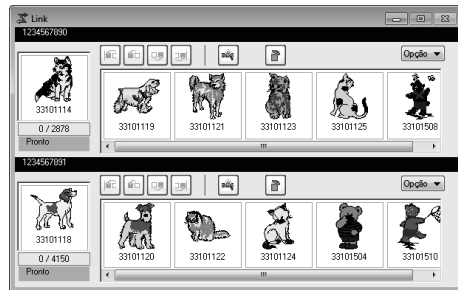 Link
1234567890
Opção
33101114
0 / 2878
Pronto
33101119 33101121 33101123 33101125 33101508
1234567891
Opção
33101118
0 / 4150
Pronto
33101120 33101122 33101124 33101504 33101510